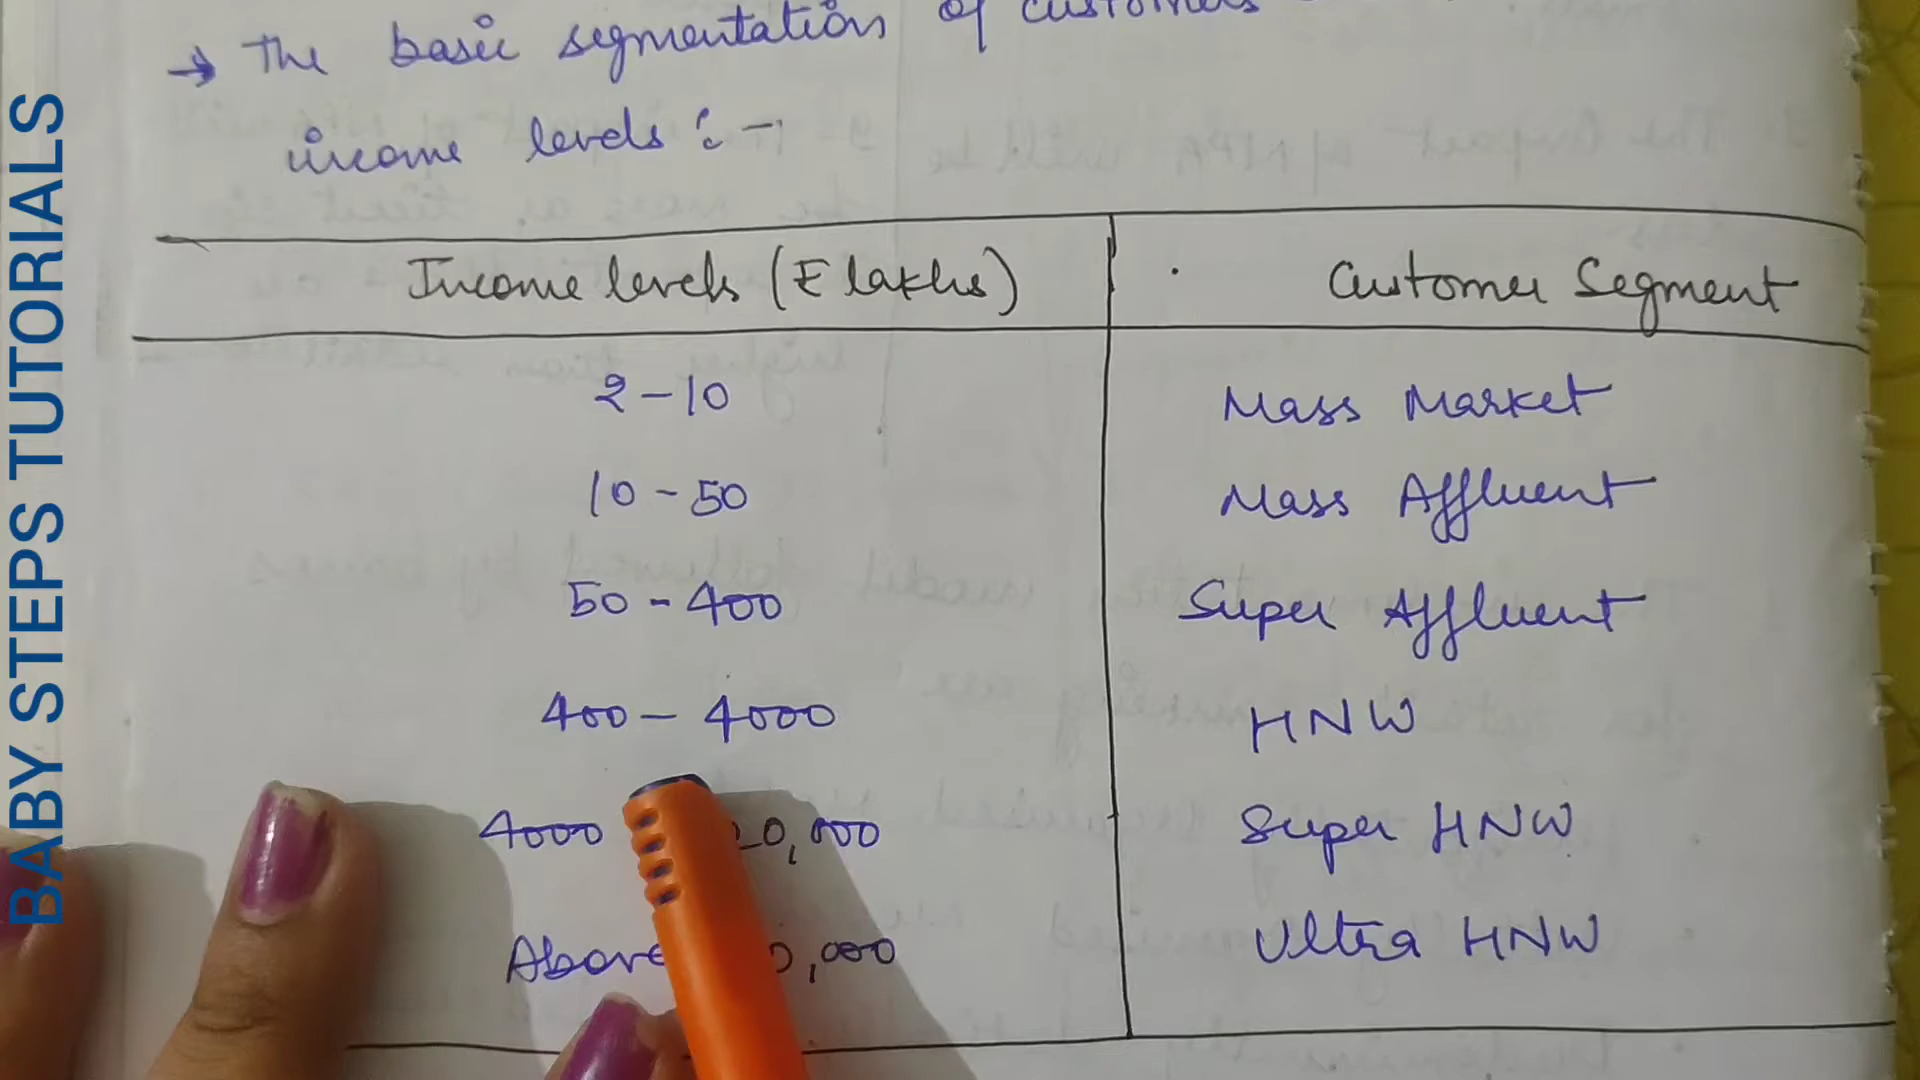 BABY STEPS TUTORIALS
→ The basic segmentation of customers
income levels :-
Income levels (₹ lakhs) Customer Segment
2-10 Mass Market
10-50 Mass Affluent
50-400 Super Affluent
400-4000 HNW
4000 0,000 Super HNW
Above 0,000 Ultra HNW